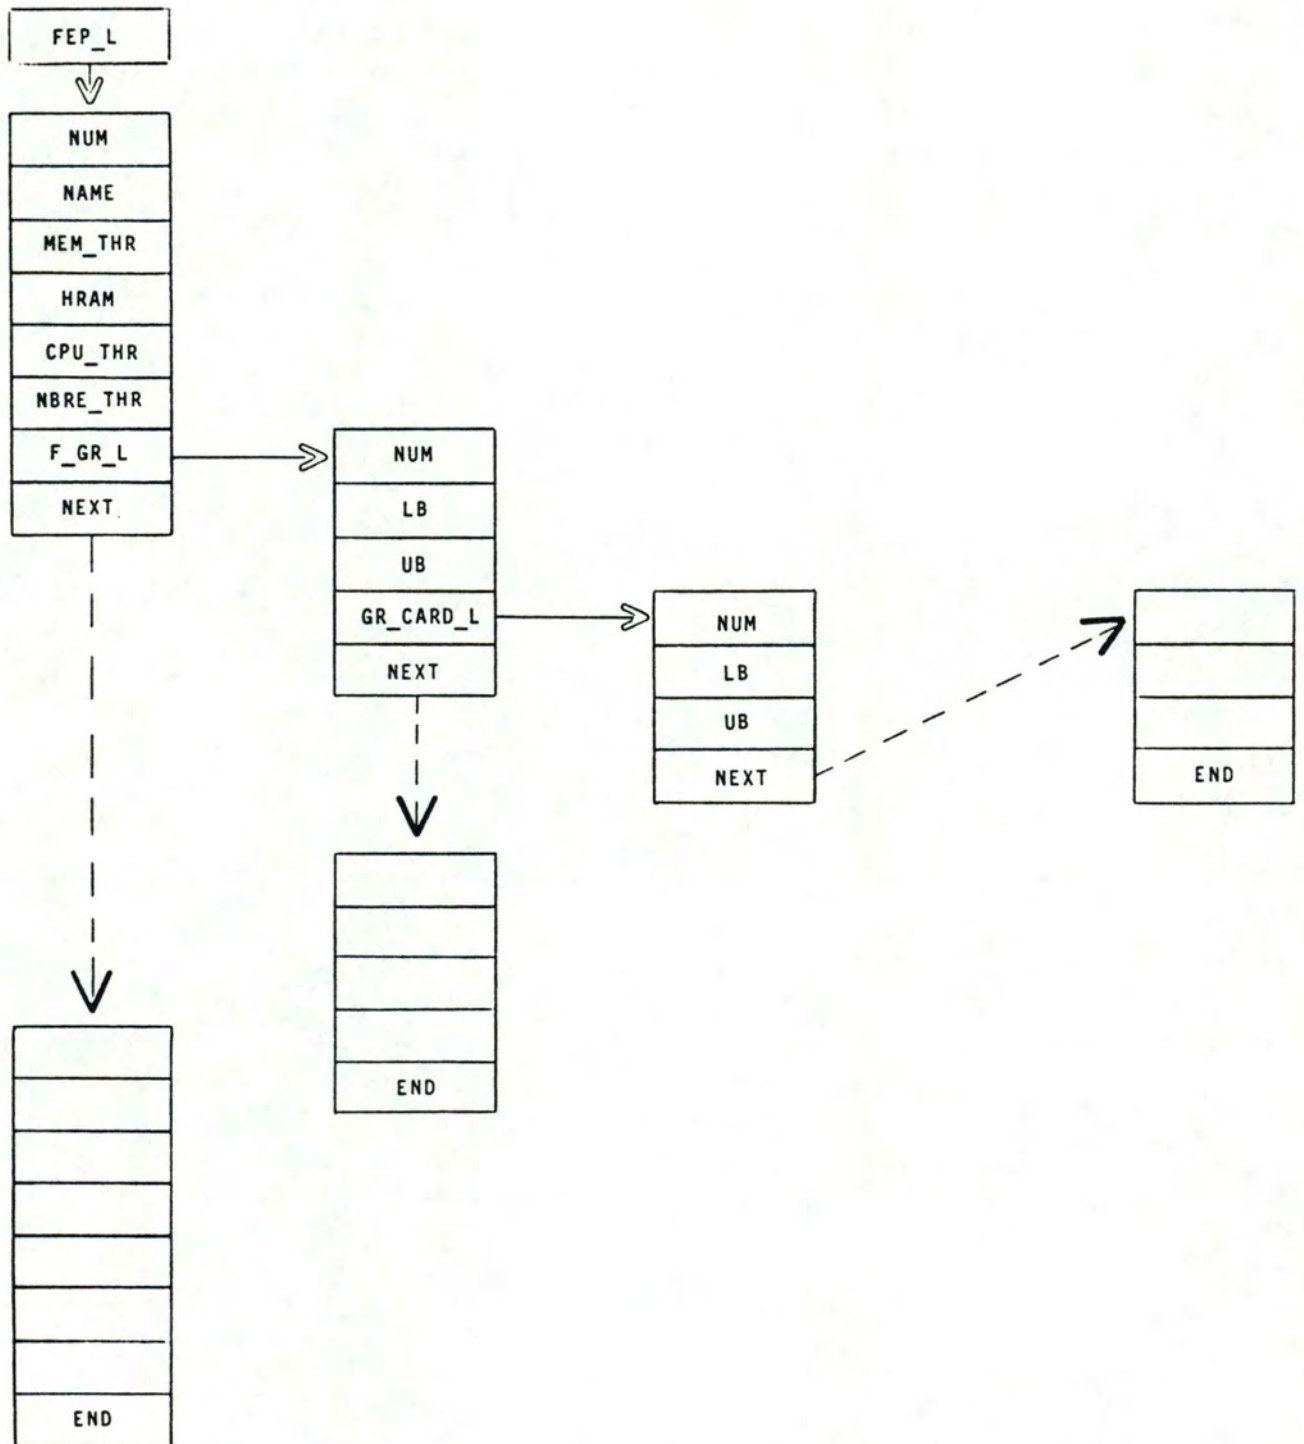 FEP_L
NUM
NAME
MEM_THR
HRAM
CPU_THR
NBRE_THR
F_GR_L
NEXT
NUM
LB
UB
GR_CARD_L
NEXT
NUM
LB
UB
NEXT
END
END
END